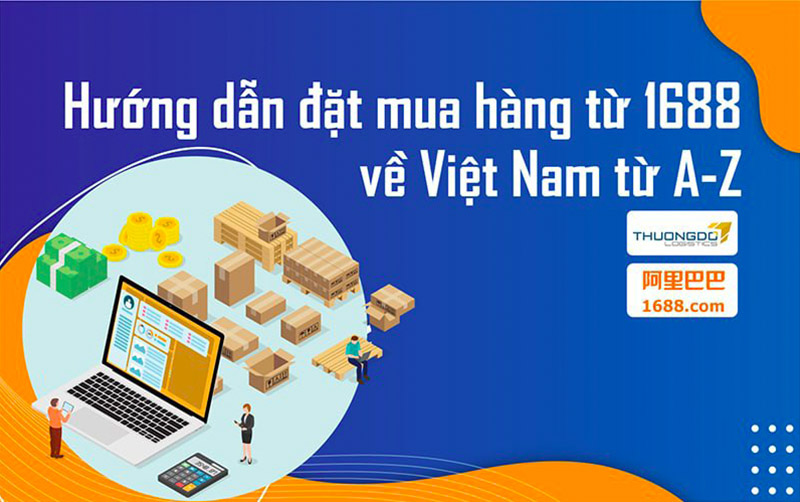 Hướng dẫn đặt mua hàng từ 1688
về Việt Nam từ A-Z
THUONGDO
LOGISTICS
阿里巴巴
1688.com